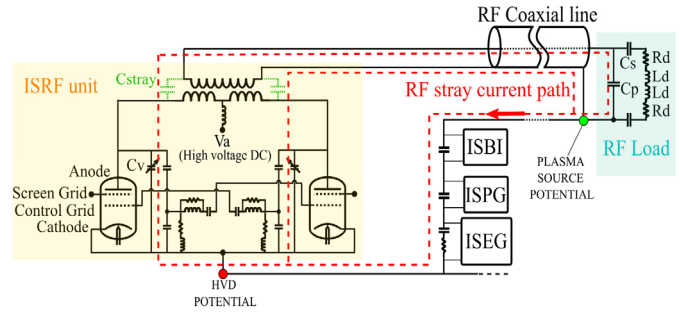 RF Coaxial line
ISRF unit
Cstray
Cs
Rd
Ld
Cp
Ld
Rd
RF stray current path
RF Load
Va
(High voltage DC)
Cv
Anode
Screen Grid
Control Grid
Cathode
ISBI
ISPG
ISEG
PLASMA
SOURCE
POTENTIAL
HVD
POTENTIAL